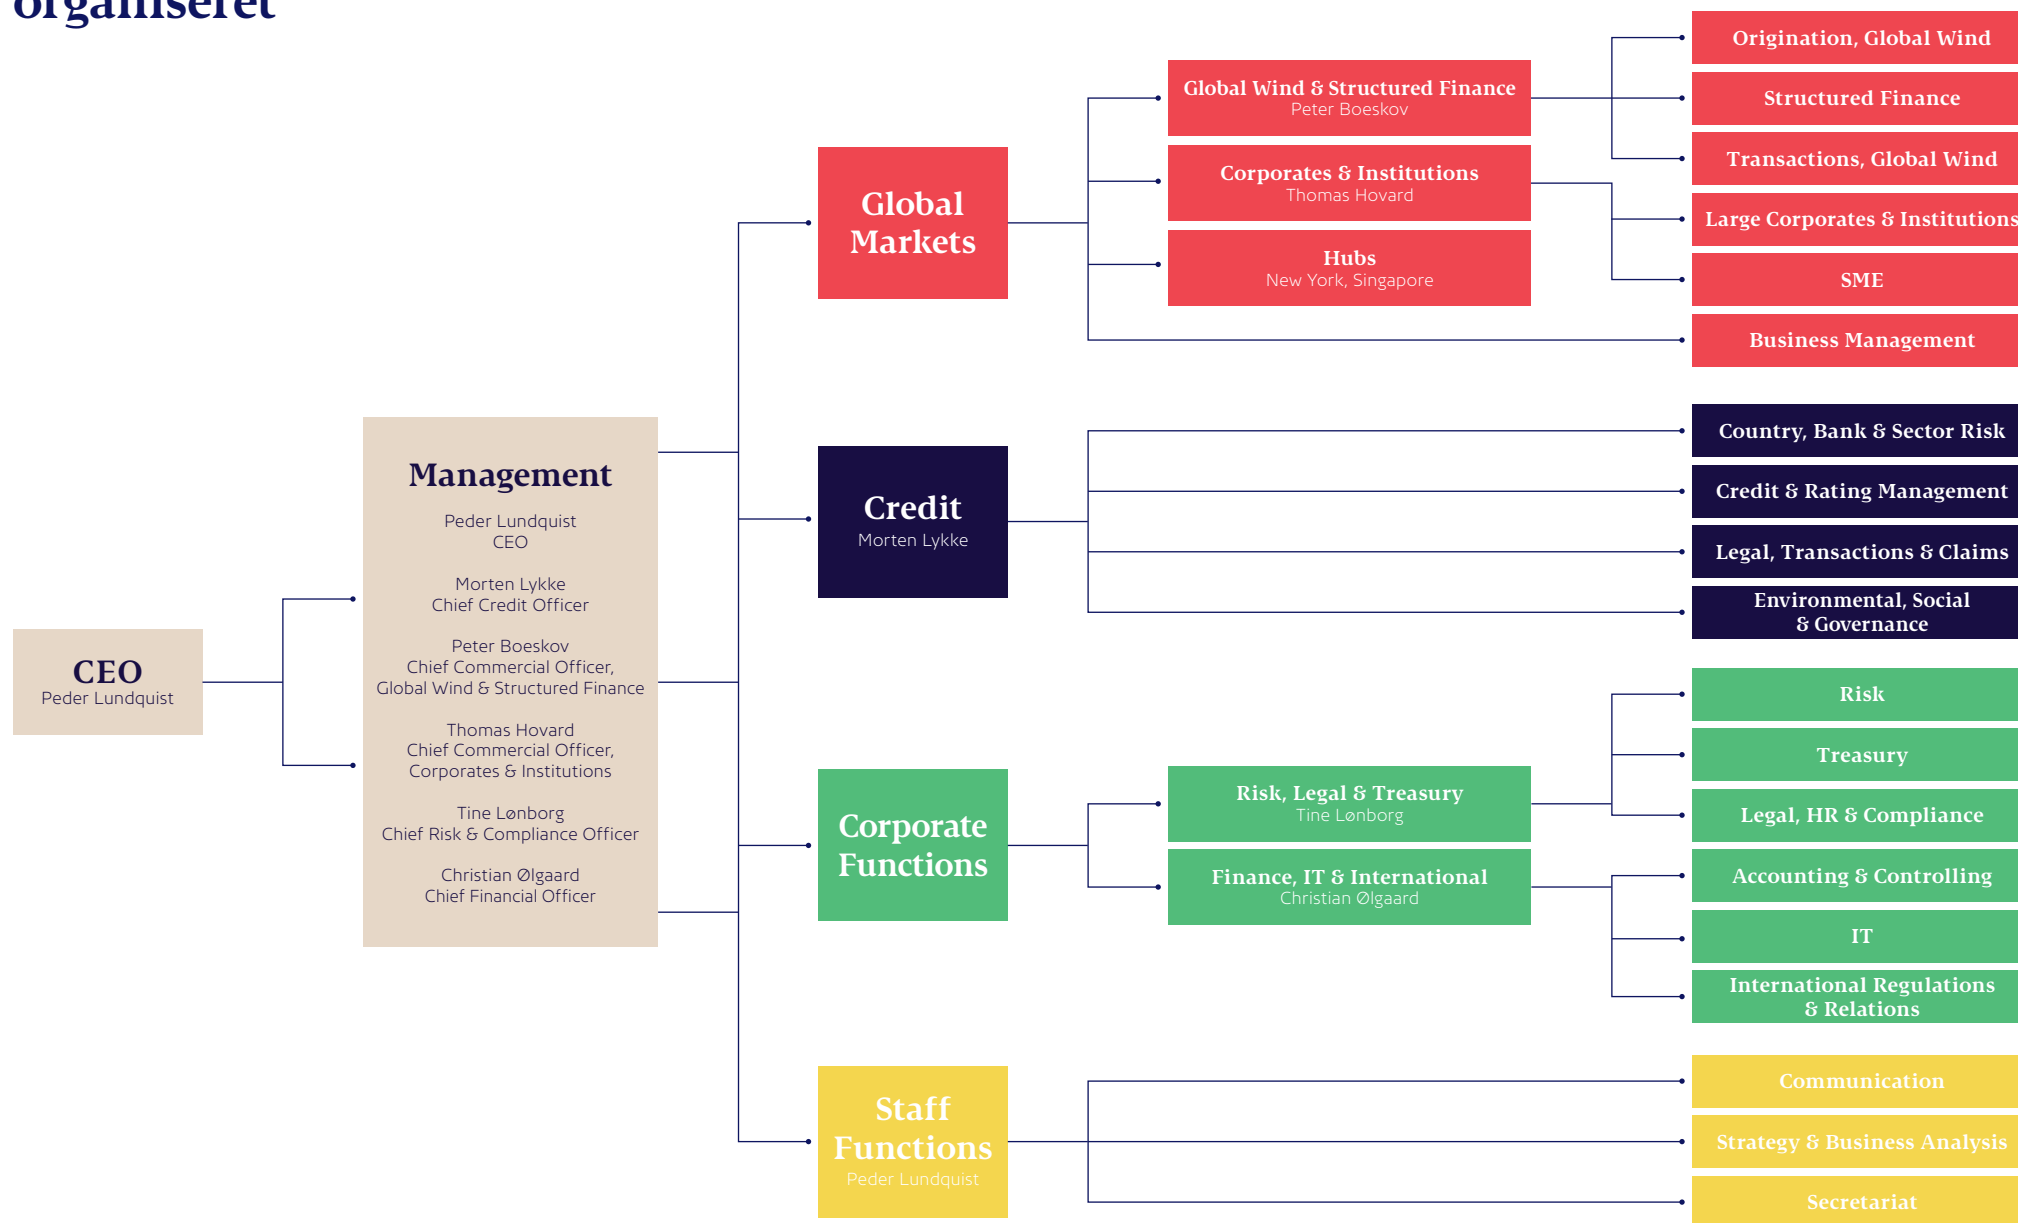 organiseret
CEO
Peder Lundquist
Management
Peder Lundquist
CEO
Morten Lykke
Chief Credit Officer
Peter Boeskov
Chief Commercial Officer,
Global Wind & Structured Finance
Thomas Hovard
Chief Commercial Officer,
Corporates & Institutions
Tine Lønborg
Chief Risk & Compliance Officer
Christian Ølgaard
Chief Financial Officer
Global
Markets
Global Wind & Structured Finance
Peter Boeskov
Corporates & Institutions
Thomas Hovard
Hubs
New York, Singapore
Origination, Global Wind
Structured Finance
Transactions, Global Wind
Large Corporates & Institutions
SME
Business Management
Credit
Morten Lykke
Country, Bank & Sector Risk
Credit & Rating Management
Legal, Transactions & Claims
Environmental, Social
& Governance
Corporate
Functions
Risk, Legal & Treasury
Tine Lønborg
Finance, IT & International
Christian Ølgaard
Risk
Treasury
Legal, HR & Compliance
Accounting & Controlling
IT
International Regulations
& Relations
Staff
Functions
Peder Lundquist
Communication
Strategy & Business Analysis
Secretariat